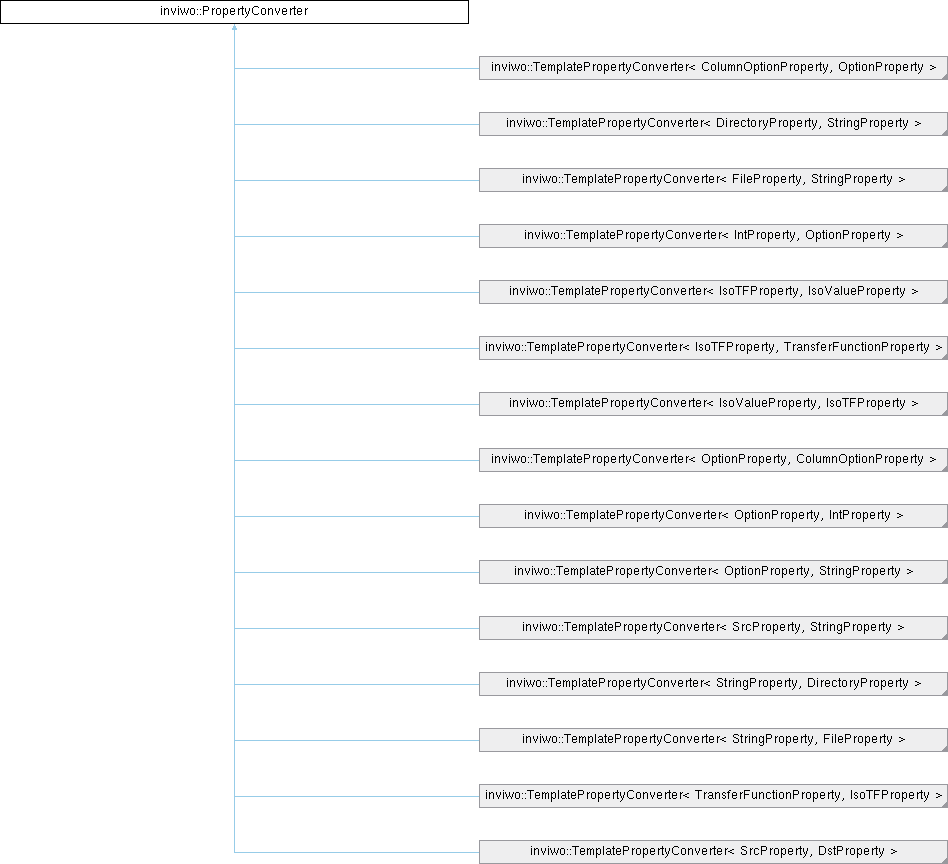 inviwo::PropertyConverter
inviwo::TemplatePropertyConverter< ColumnOptionProperty, OptionProperty >
inviwo::TemplatePropertyConverter< DirectoryProperty, StringProperty >
inviwo::TemplatePropertyConverter< FileProperty, StringProperty >
inviwo::TemplatePropertyConverter< IntProperty, OptionProperty >
inviwo::TemplatePropertyConverter< IsoTFProperty, IsoValueProperty >
inviwo::TemplatePropertyConverter< IsoTFProperty, TransferFunctionProperty >
inviwo::TemplatePropertyConverter< IsoValueProperty, IsoTFProperty >
inviwo::TemplatePropertyConverter< OptionProperty, ColumnOptionProperty >
inviwo::TemplatePropertyConverter< OptionProperty, IntProperty >
inviwo::TemplatePropertyConverter< OptionProperty, StringProperty >
inviwo::TemplatePropertyConverter< SrcProperty, StringProperty >
inviwo::TemplatePropertyConverter< StringProperty, DirectoryProperty >
inviwo::TemplatePropertyConverter< StringProperty, FileProperty >
inviwo::TemplatePropertyConverter< TransferFunctionProperty, IsoTFProperty >
inviwo::TemplatePropertyConverter< SrcProperty, DstProperty >